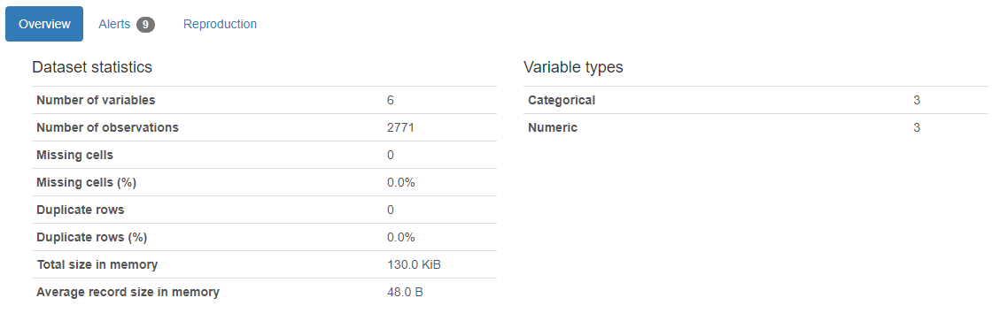 Overview Alerts 9 Reproduction
Dataset statistics
Number of variables 6
Number of observations 2771
Missing cells 0
Missing cells (%) 0.0%
Duplicate rows 0
Duplicate rows (%) 0.0%
Total size in memory 130.0 KiB
Average record size in memory 48.0 B
Variable types
Categorical 3
Numeric 3